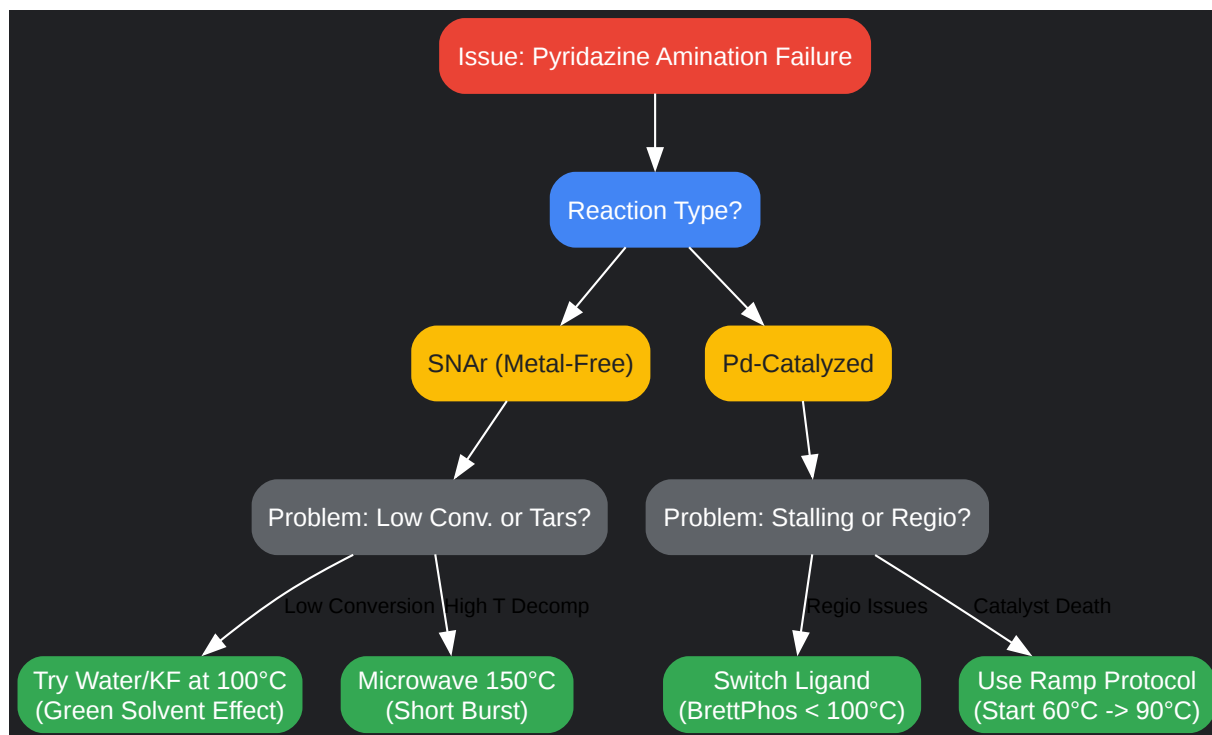 Issue: Pyridazine Amination Failure
Reaction Type?
SNAr (Metal-Free)
Pd-Catalyzed
Problem: Low Conv. or Tars?
Problem: Stalling or Regio?
Low Conversion
High T Decomp
Regio Issues
Catalyst Death
Try Water/KF at 100°C
(Green Solvent Effect)
Microwave 150°C
(Short Burst)
Switch Ligand
(BrettPhos < 100°C)
Use Ramp Protocol
(Start 60°C -> 90°C)